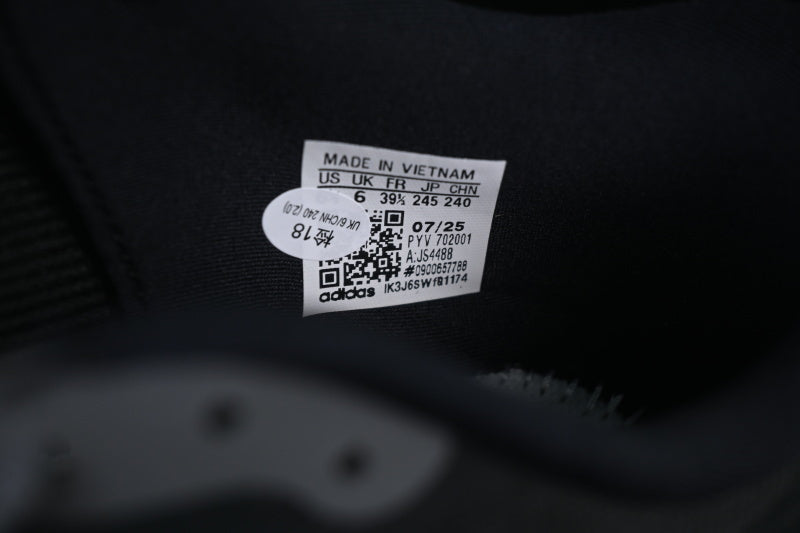 MADE IN VIETNAM
US UK FR JP CHN
6 39⅓ 245 240
UK 6/CHN 240 (2.0)
检18
07/25
PYV 702001
A:JS4488
#0900657788
adidas IK3J6SWfB1174